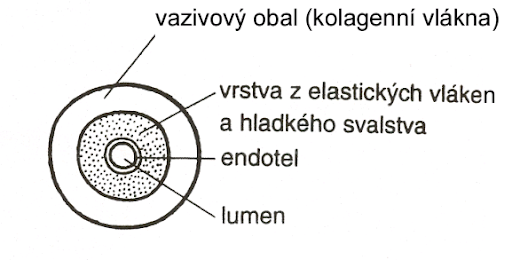 vazivový obal (kolagenní vlákna)
vrstva z elastických vláken
a hladkého svalstva
endotel
lumen